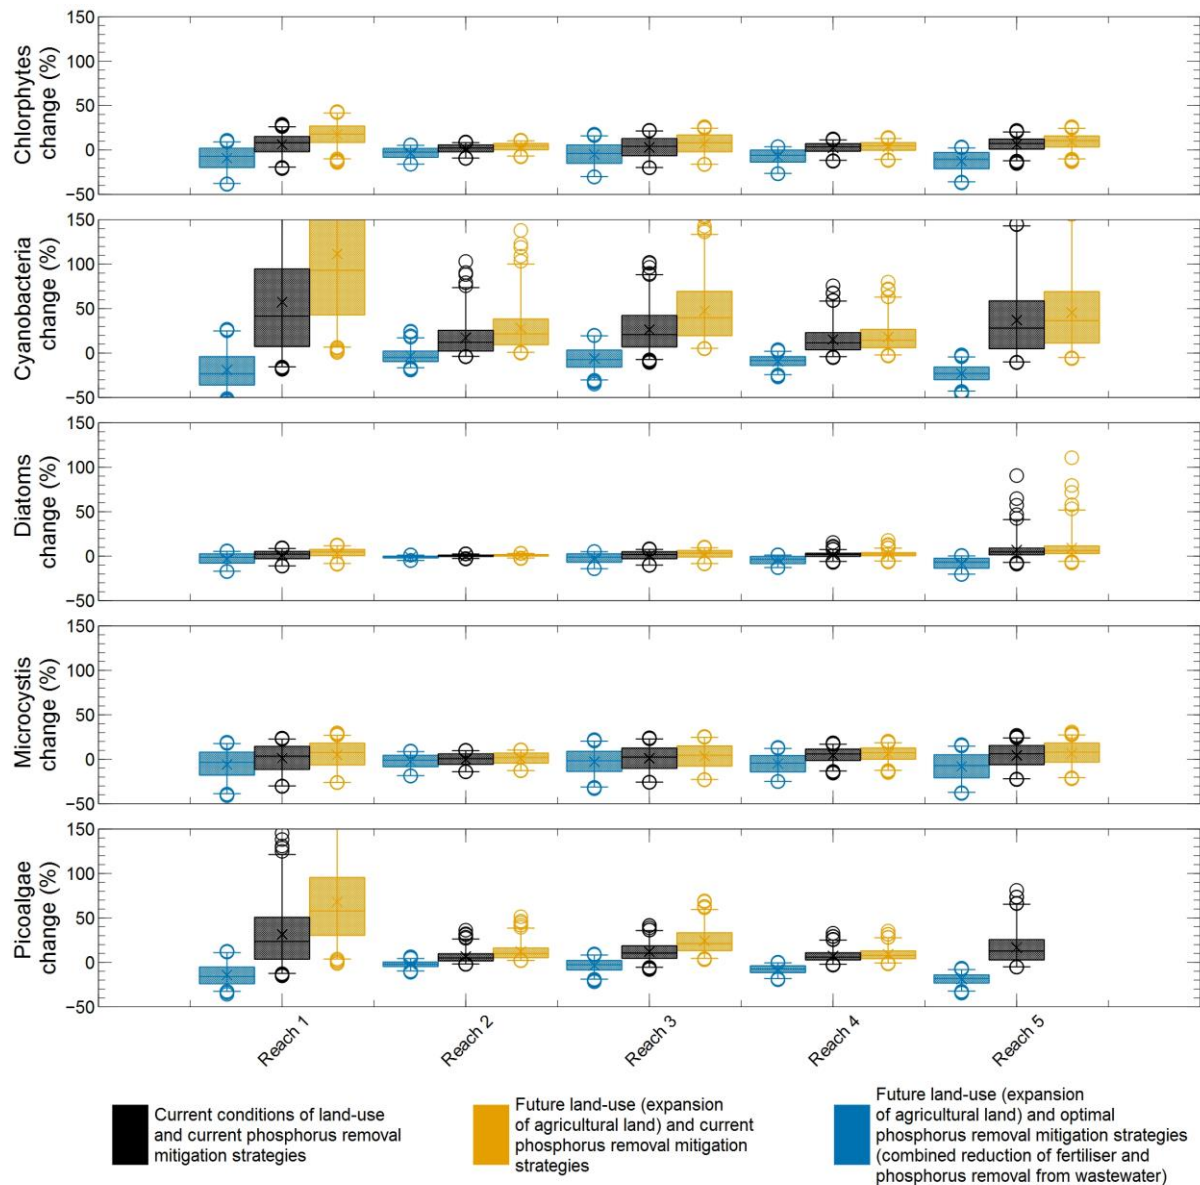 150
100
50
0
−50
Chlorphytes
change (%)
150
100
50
0
−50
Cyanobacteria
change (%)
150
100
50
0
−50
Diatoms
change (%)
150
100
50
0
−50
Microcystis
change (%)
150
100
50
0
−50
Picoalgae
change (%)
Reach 1
Reach 2
Reach 3
Reach 4
Reach 5
Current conditions of land-use
and current phosphorus removal
mitigation strategies
Future land-use (expansion
of agricultural land) and current
phosphorus removal mitigation
strategies
Future land-use (expansion
of agricultural land) and optimal
phosphorus removal mitigation strategies
(combined reduction of fertiliser and
phosphorus removal from wastewater)